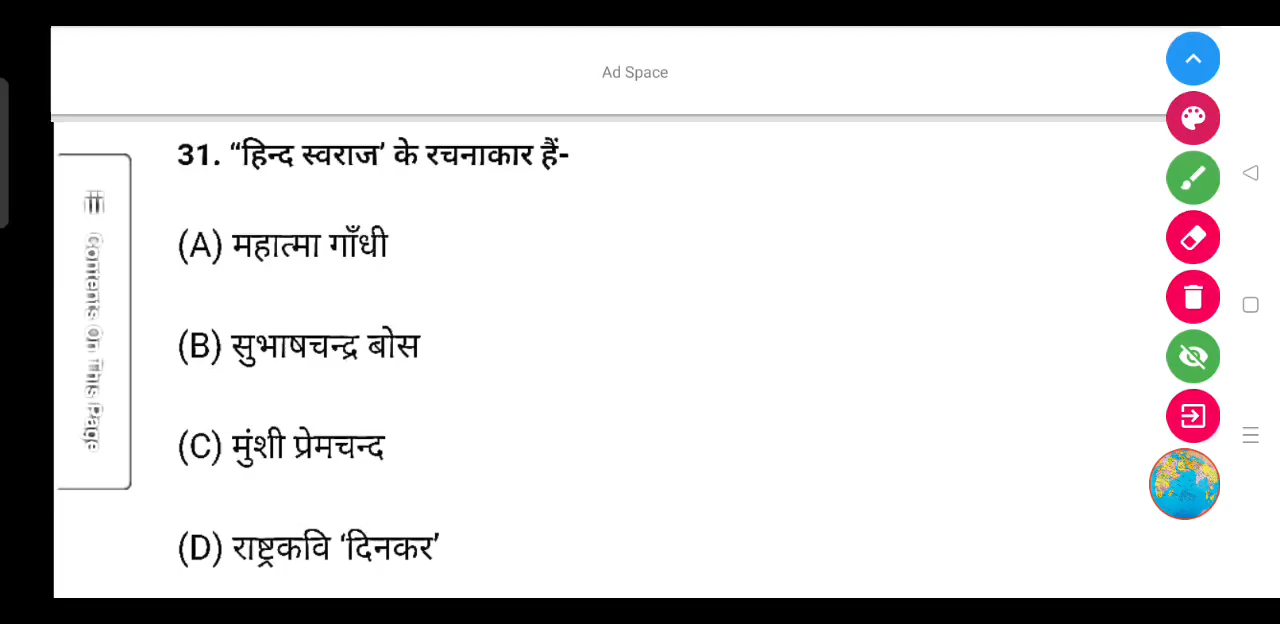 Ad Space
31. “हिन्द स्वराज’ के रचनाकार हैं-
(A) महात्मा गाँधी
(B) सुभाषचन्द्र बोस
(C) मुंशी प्रेमचन्द
(D) राष्ट्रकवि ‘दिनकर’
Contents On This Page